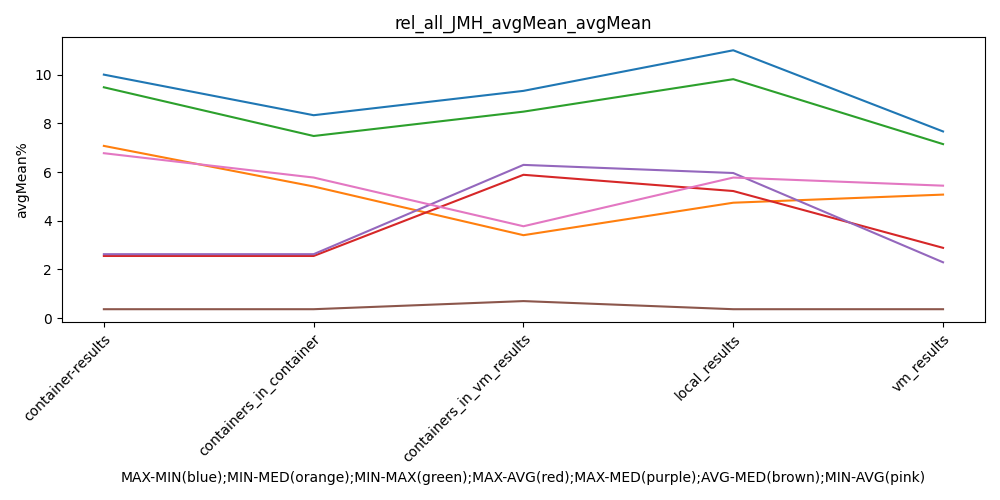 rel_all_JMH_avgMean_avgMean
avgMean%
10
8
6
4
2
0
container-results
containers_in_container
containers_in_vm_results
local_results
vm_results
MAX-MIN(blue);MIN-MED(orange);MIN-MAX(green);MAX-AVG(red);MAX-MED(purple);AVG-MED(brown);MIN-AVG(pink)